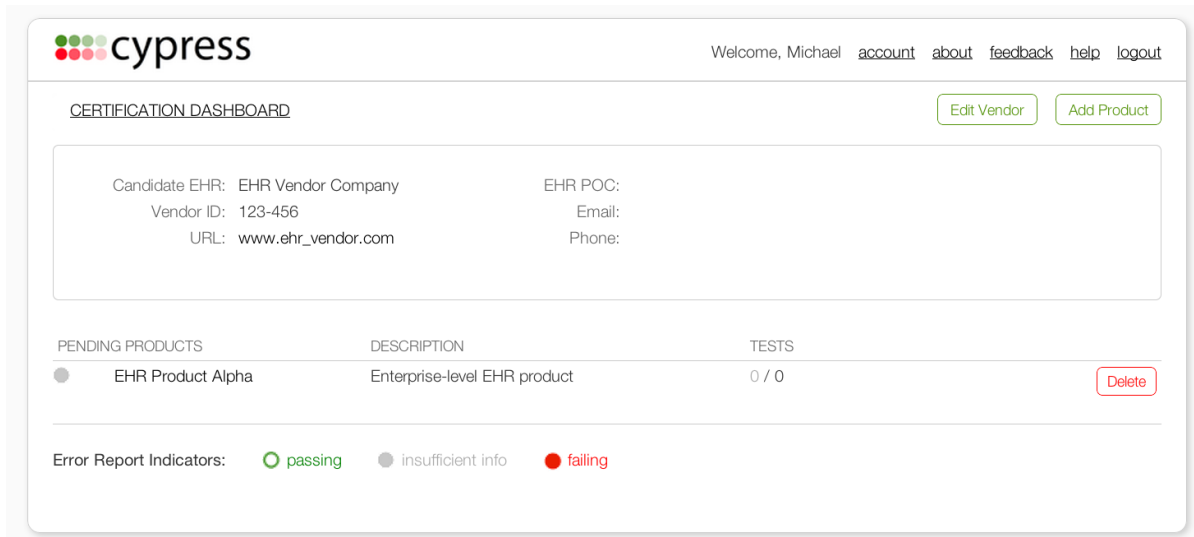 cypress
Welcome, Michael account about feedback help logout
CERTIFICATION DASHBOARD
Edit Vendor Add Product
Candidate EHR: EHR Vendor Company EHR POC:
Vendor ID: 123-456 Email:
URL: www.ehr_vendor.com Phone:
PENDING PRODUCTS DESCRIPTION TESTS
EHR Product Alpha Enterprise-level EHR product 0 / 0 Delete
Error Report Indicators: passing insufficient info failing